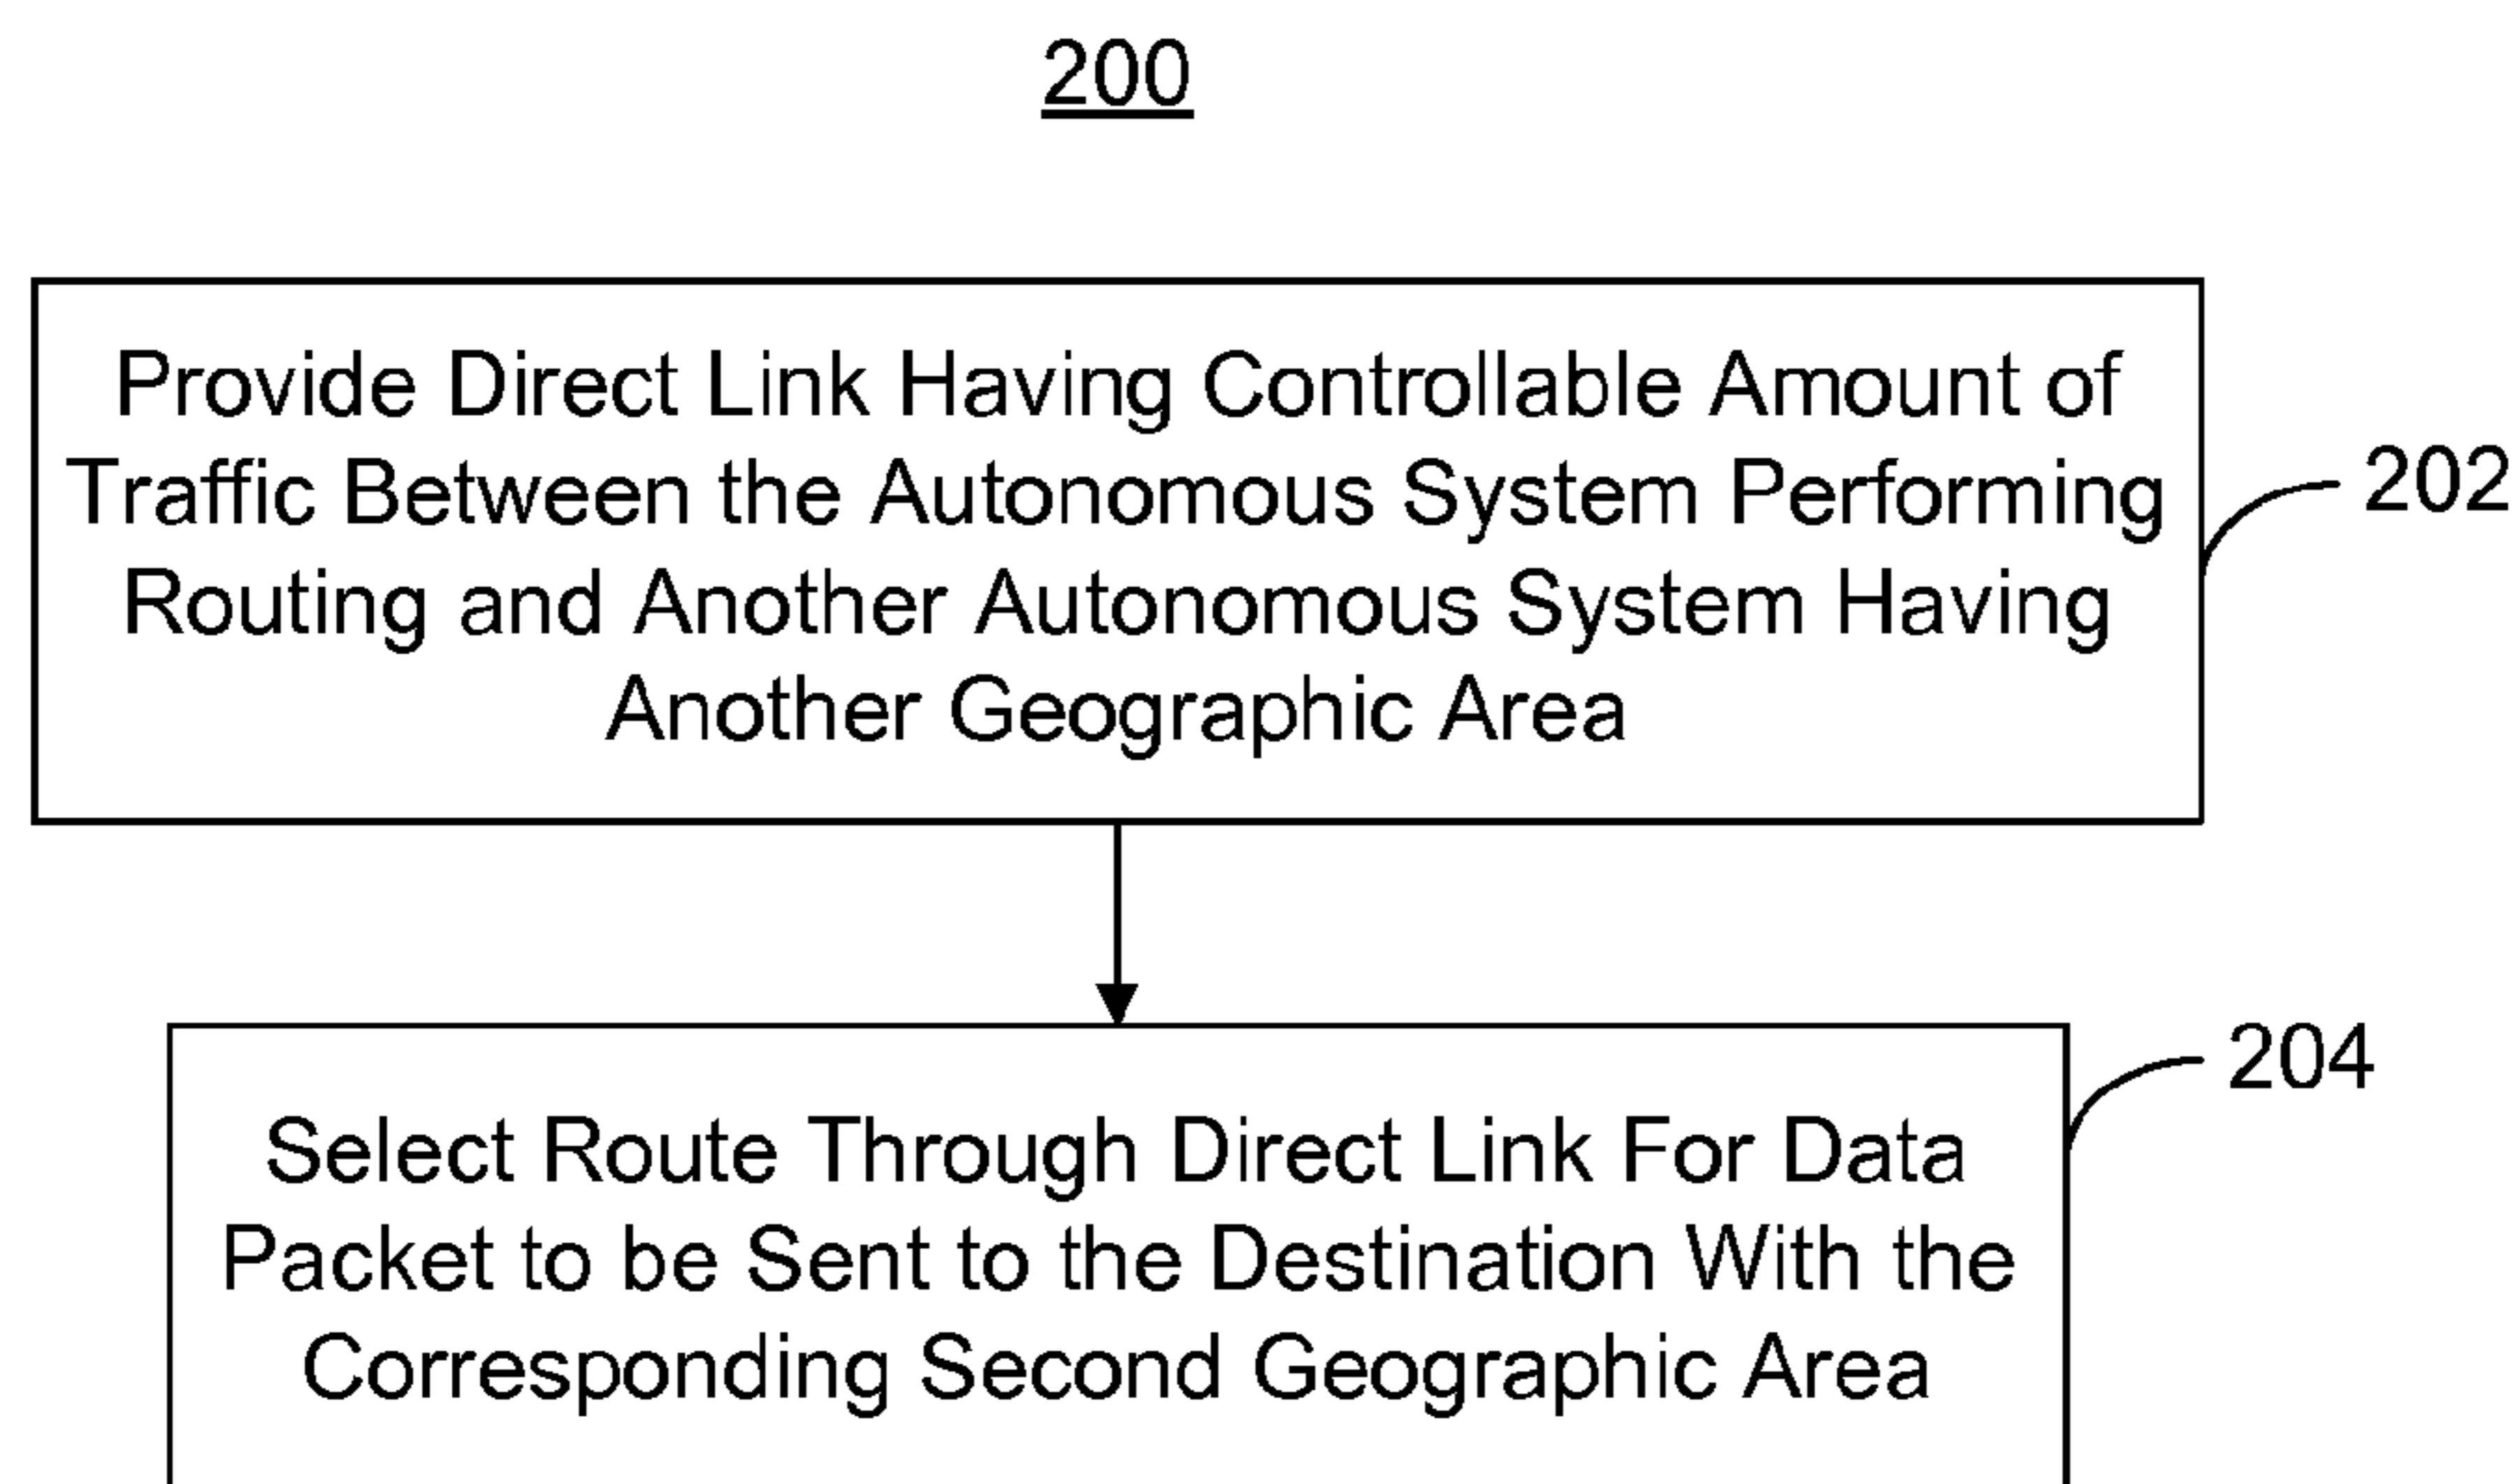 200
Provide Direct Link Having Controllable Amount of
Traffic Between the Autonomous System Performing
Routing and Another Autonomous System Having
Another Geographic Area
202
204
Select Route Through Direct Link For Data
Packet to be Sent to the Destination With the
Corresponding Second Geographic Area